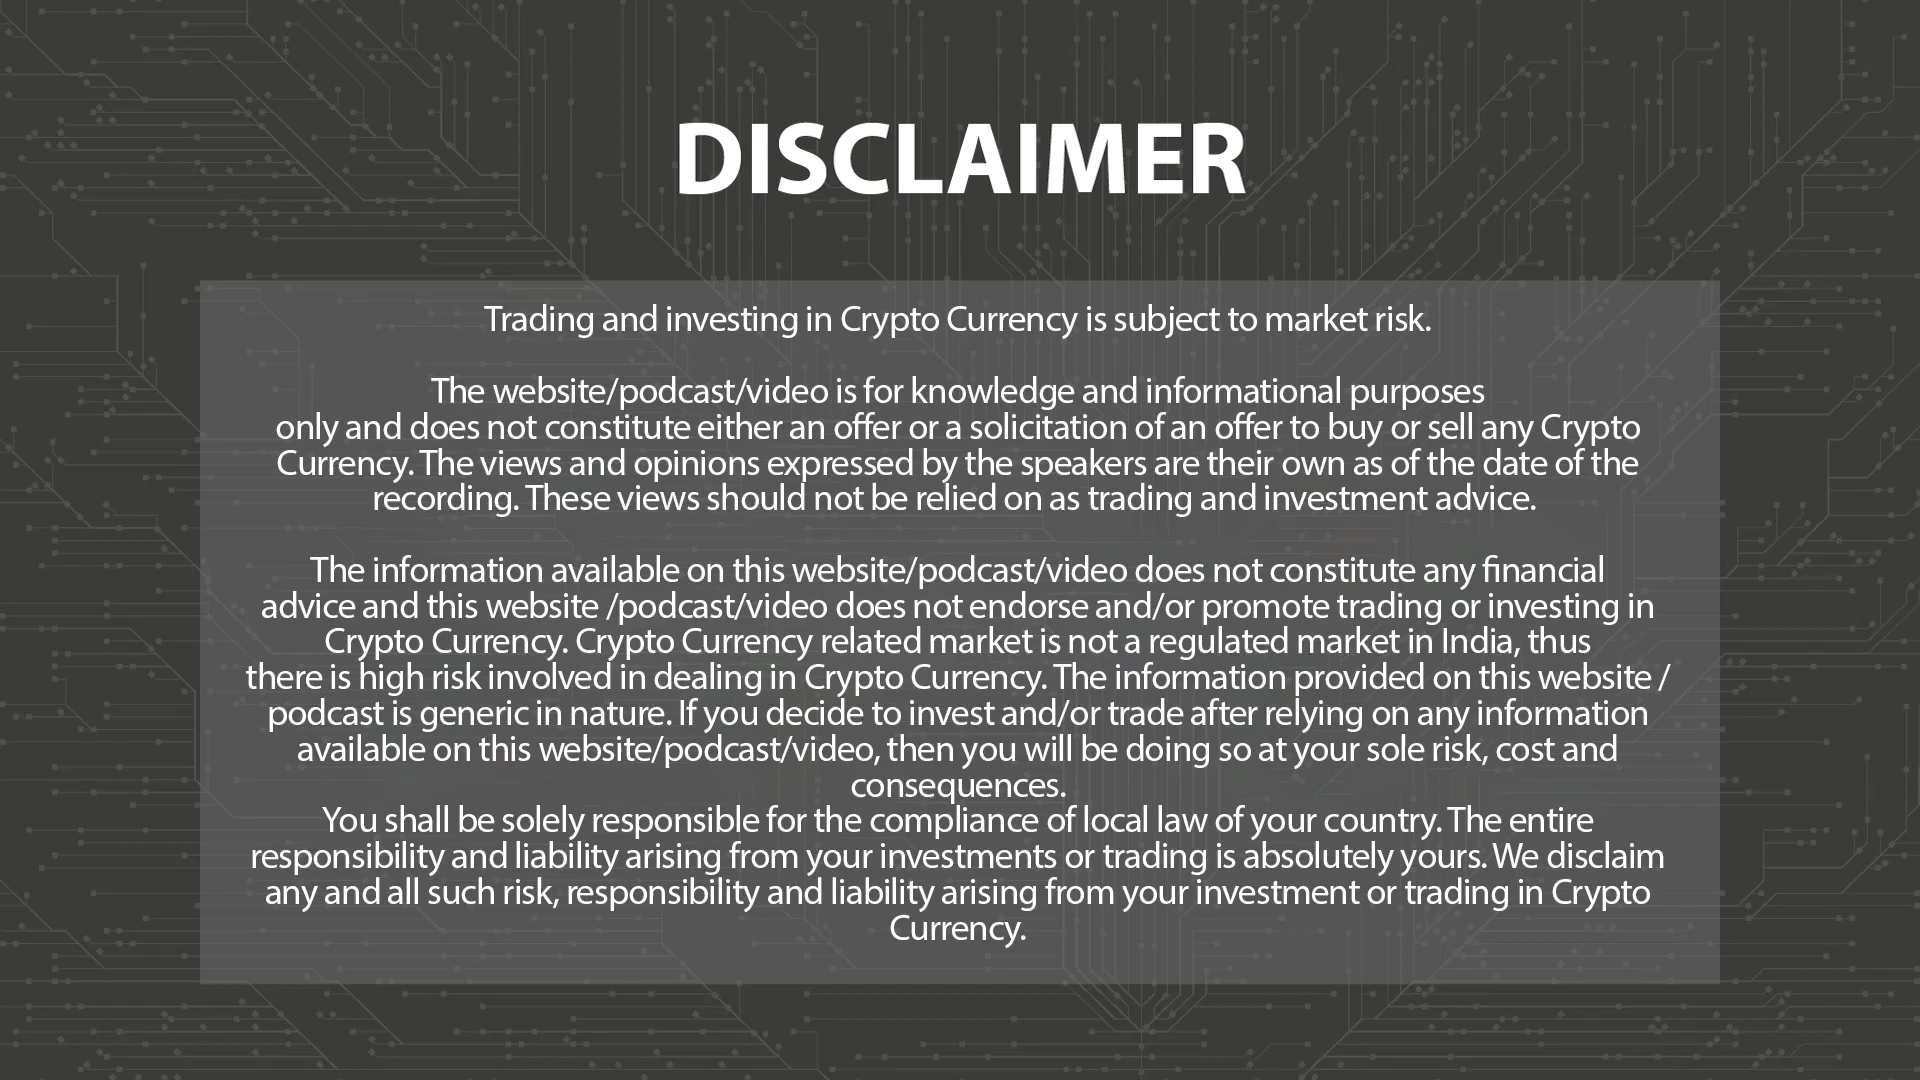 DISCLAIMER
Trading and investing in Crypto Currency is subject to market risk.
The website/podcast/video is for knowledge and informational purposes
only and does not constitute either an offer or a solicitation of an offer to buy or sell any Crypto
Currency. The views and opinions expressed by the speakers are their own as of the date of the
recording. These views should not be relied on as trading and investment advice.
The information available on this website/podcast/video does not constitute any financial
advice and this website /podcast/video does not endorse and/or promote trading or investing in
Crypto Currency. Crypto Currency related market is not a regulated market in India, thus
there is high risk involved in dealing in Crypto Currency. The information provided on this website /
podcast is generic in nature. If you decide to invest and/or trade after relying on any information
available on this website/podcast/video, then you will be doing so at your sole risk, cost and
consequences.
You shall be solely responsible for the compliance of local law of your country. The entire
responsibility and liability arising from your investments or trading is absolutely yours. We disclaim
any and all such risk, responsibility and liability arising from your investment or trading in Crypto
Currency.